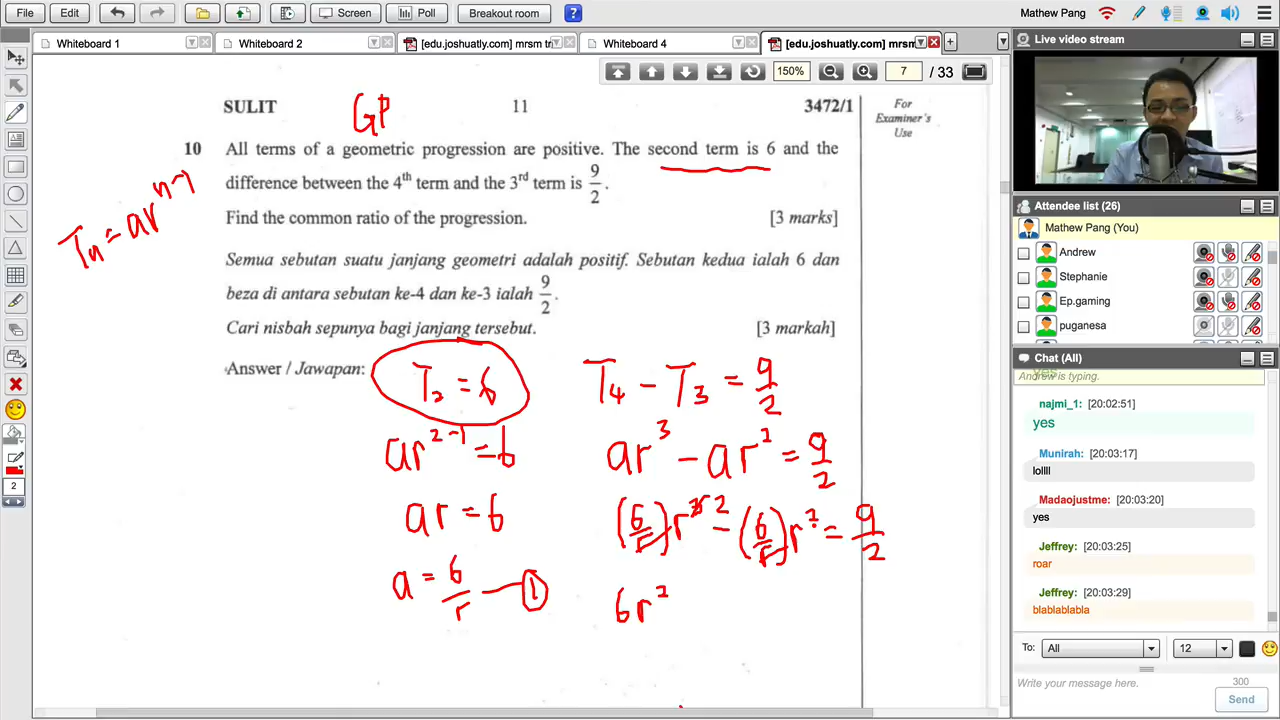 File Edit Screen Poll Breakout room ? Mathew Pang
Whiteboard 1 Whiteboard 2 [edu.joshuatly.com] mrsm tr Whiteboard 4 [edu.joshuatly.com] mrsm
150% 7 / 33
Live video stream
Attendee list (26)
Mathew Pang (You)
Andrew
Stephanie
Ep.gaming
puganesa
Chat (All)
yes
Andrew is typing.
najmi_1: [20:02:51]
yes
Munirah: [20:03:17]
lollll
Madaojustme: [20:03:20]
yes
Jeffrey: [20:03:25]
roar
Jeffrey: [20:03:29]
blablablabla
To: All 12
Write your message here... 300
Send
2
SULIT 11 3472/1
For
Examiner's
Use
GP
10 All terms of a geometric progression are positive. The second term is 6 and the
difference between the 4th term and the 3rd term is 9/2.
Find the common ratio of the progression. [3 marks]
Tn = ar^(n-1)
Semua sebutan suatu janjang geometri adalah positif. Sebutan kedua ialah 6 dan
beza di antara sebutan ke-4 dan ke-3 ialah 9/2.
Cari nisbah sepunya bagi janjang tersebut. [3 markah]
Answer / Jawapan:
T₂ = 6
ar^(2-1) = 6
ar = 6
a = 6/r — ①
T₄ - T₃ = 9/2
ar³ - ar² = 9/2
(6/r)r³ 2 - (6/r)r² = 9/2
6r²